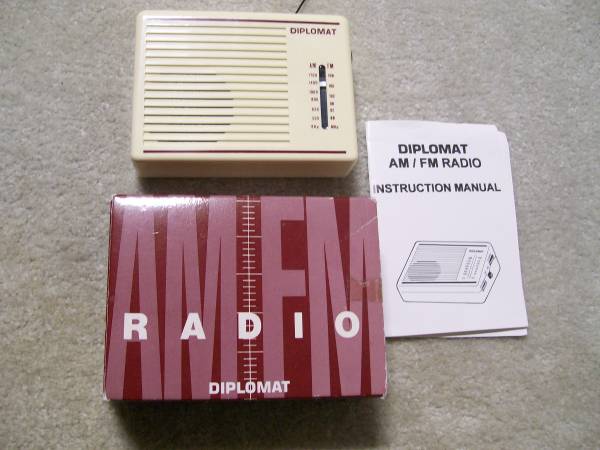 DIPLOMAT
AM FM
DIPLOMAT
AM / FM RADIO
INSTRUCTION MANUAL
AM FM
RADIO
DIPLOMAT